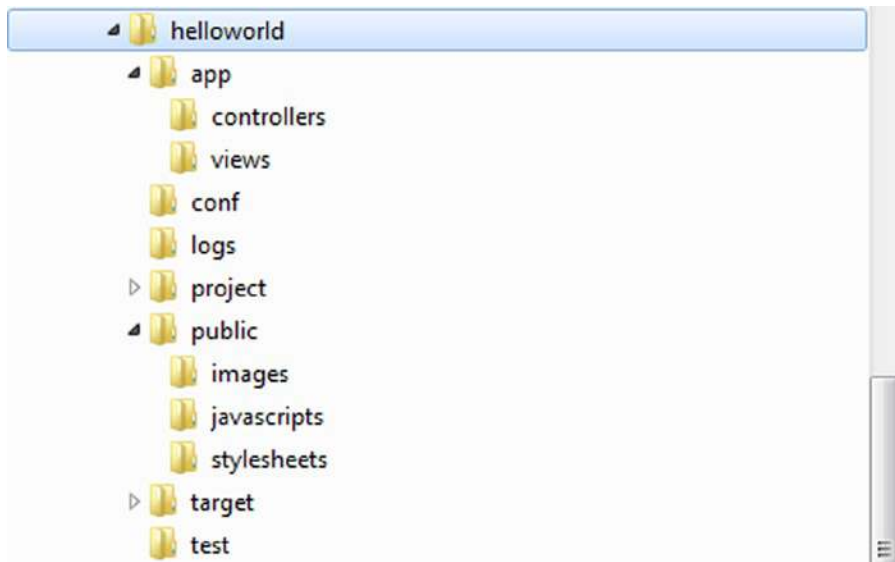 helloworld
app
controllers
views
conf
logs
project
public
images
javascripts
stylesheets
target
test